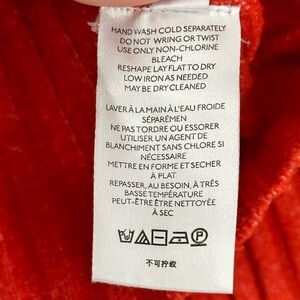 HAND WASH COLD SEPARATELY
DO NOT WRING OR TWIST
USE ONLY NON-CHLORINE
BLEACH
RESHAPE LAY FLAT TO DRY
LOW IRON AS NEEDED
MAY BE DRY CLEANED
LAVER À LA MAIN À L'EAU FROIDE
SÉPARÉMEN
NE PAS TORDRE OU ESSORER
UTILISER UN AGENT DE
BLANCHIMENT SANS CHLORE SI
NÉCESSAIRE
METTRE EN FORME ET SECHER
À PLAT
REPASSER, AU BESOIN, À TRÈS
BASSE TEMPÉRATURE
PEUT-ÊTRE ÊTRE NETTOYÉE
À SEC
P
不可拧绞